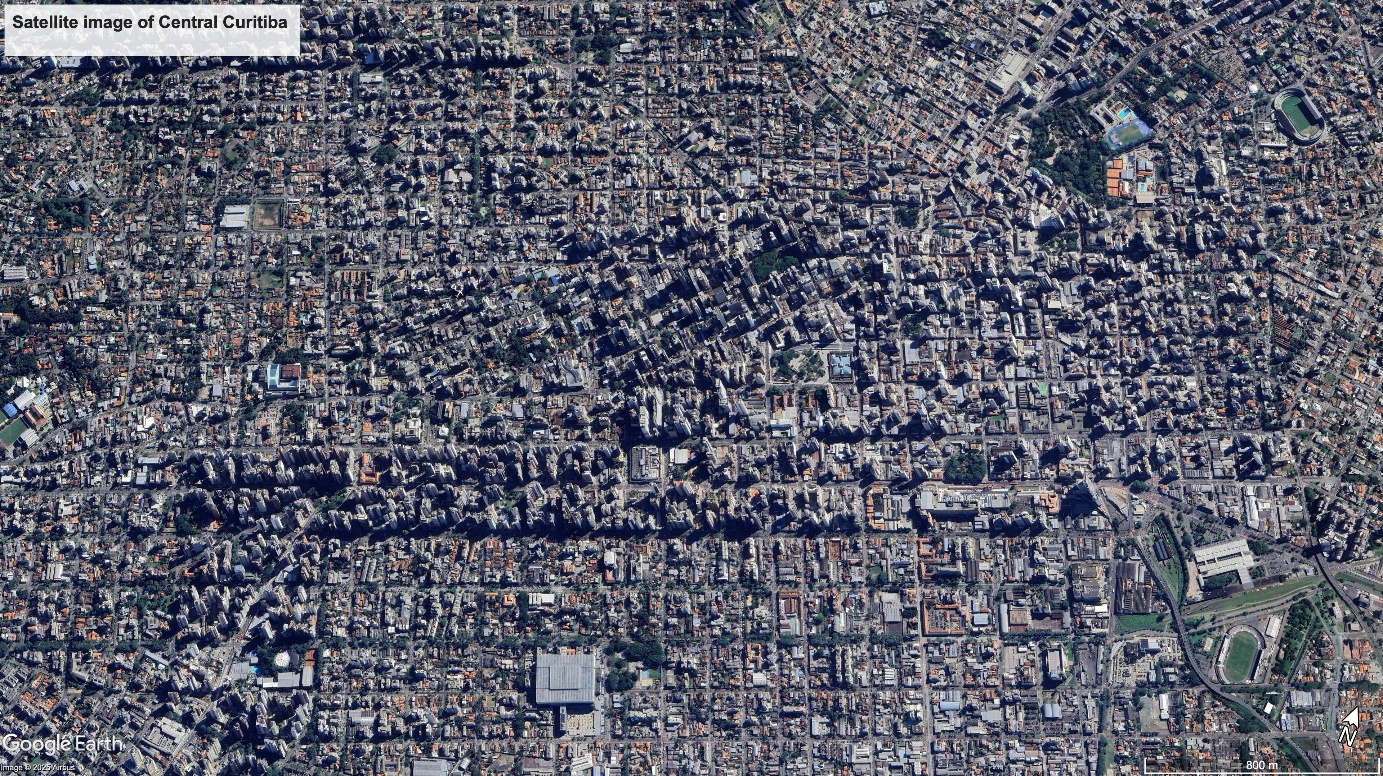 Satellite image of Central Curitiba
Google Earth
Image © 2025 Airbus
N
800 m